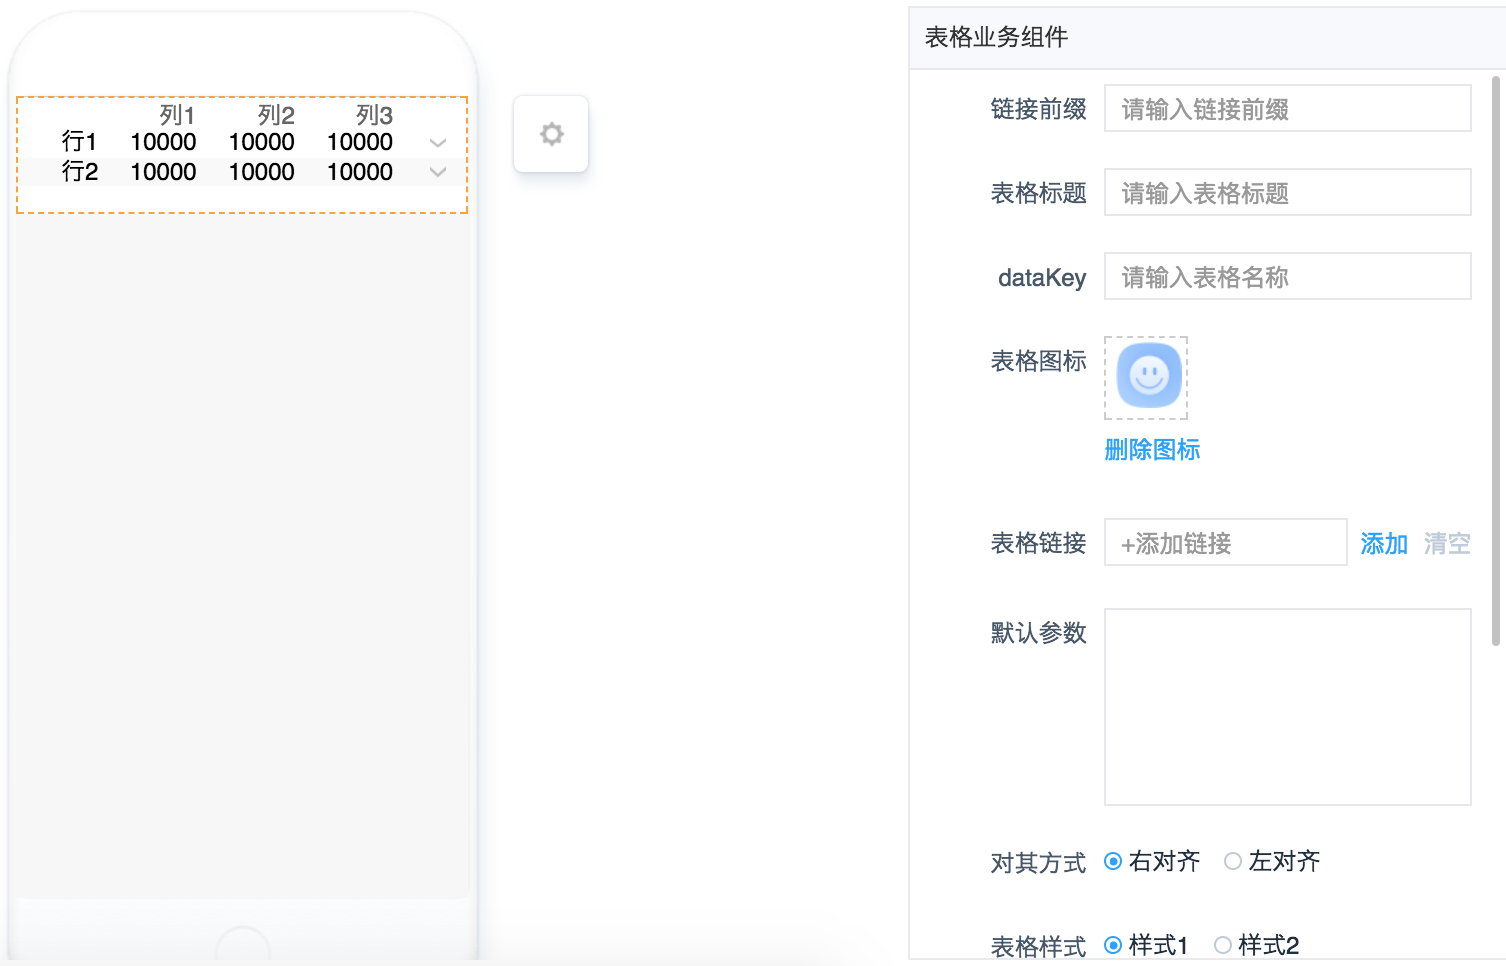 列1 列2 列3
行1 10000 10000 10000
行2 10000 10000 10000
表格业务组件
链接前缀 请输入链接前缀
表格标题 请输入表格标题
dataKey 请输入表格名称
表格图标
删除图标
表格链接 +添加链接 添加 清空
默认参数
对其方式 右对齐 左对齐
表格样式 样式1 样式2